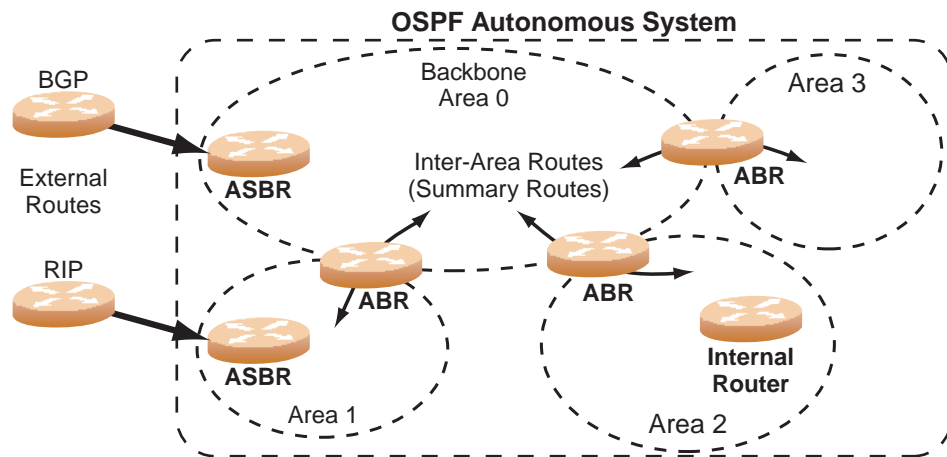 OSPF Autonomous System
BGP
Backbone
Area 0
Area 3
ASBR
Inter-Area Routes
(Summary Routes)
ABR
External
Routes
RIP
ABR
ABR
ASBR
Internal
Router
Area 1
Area 2